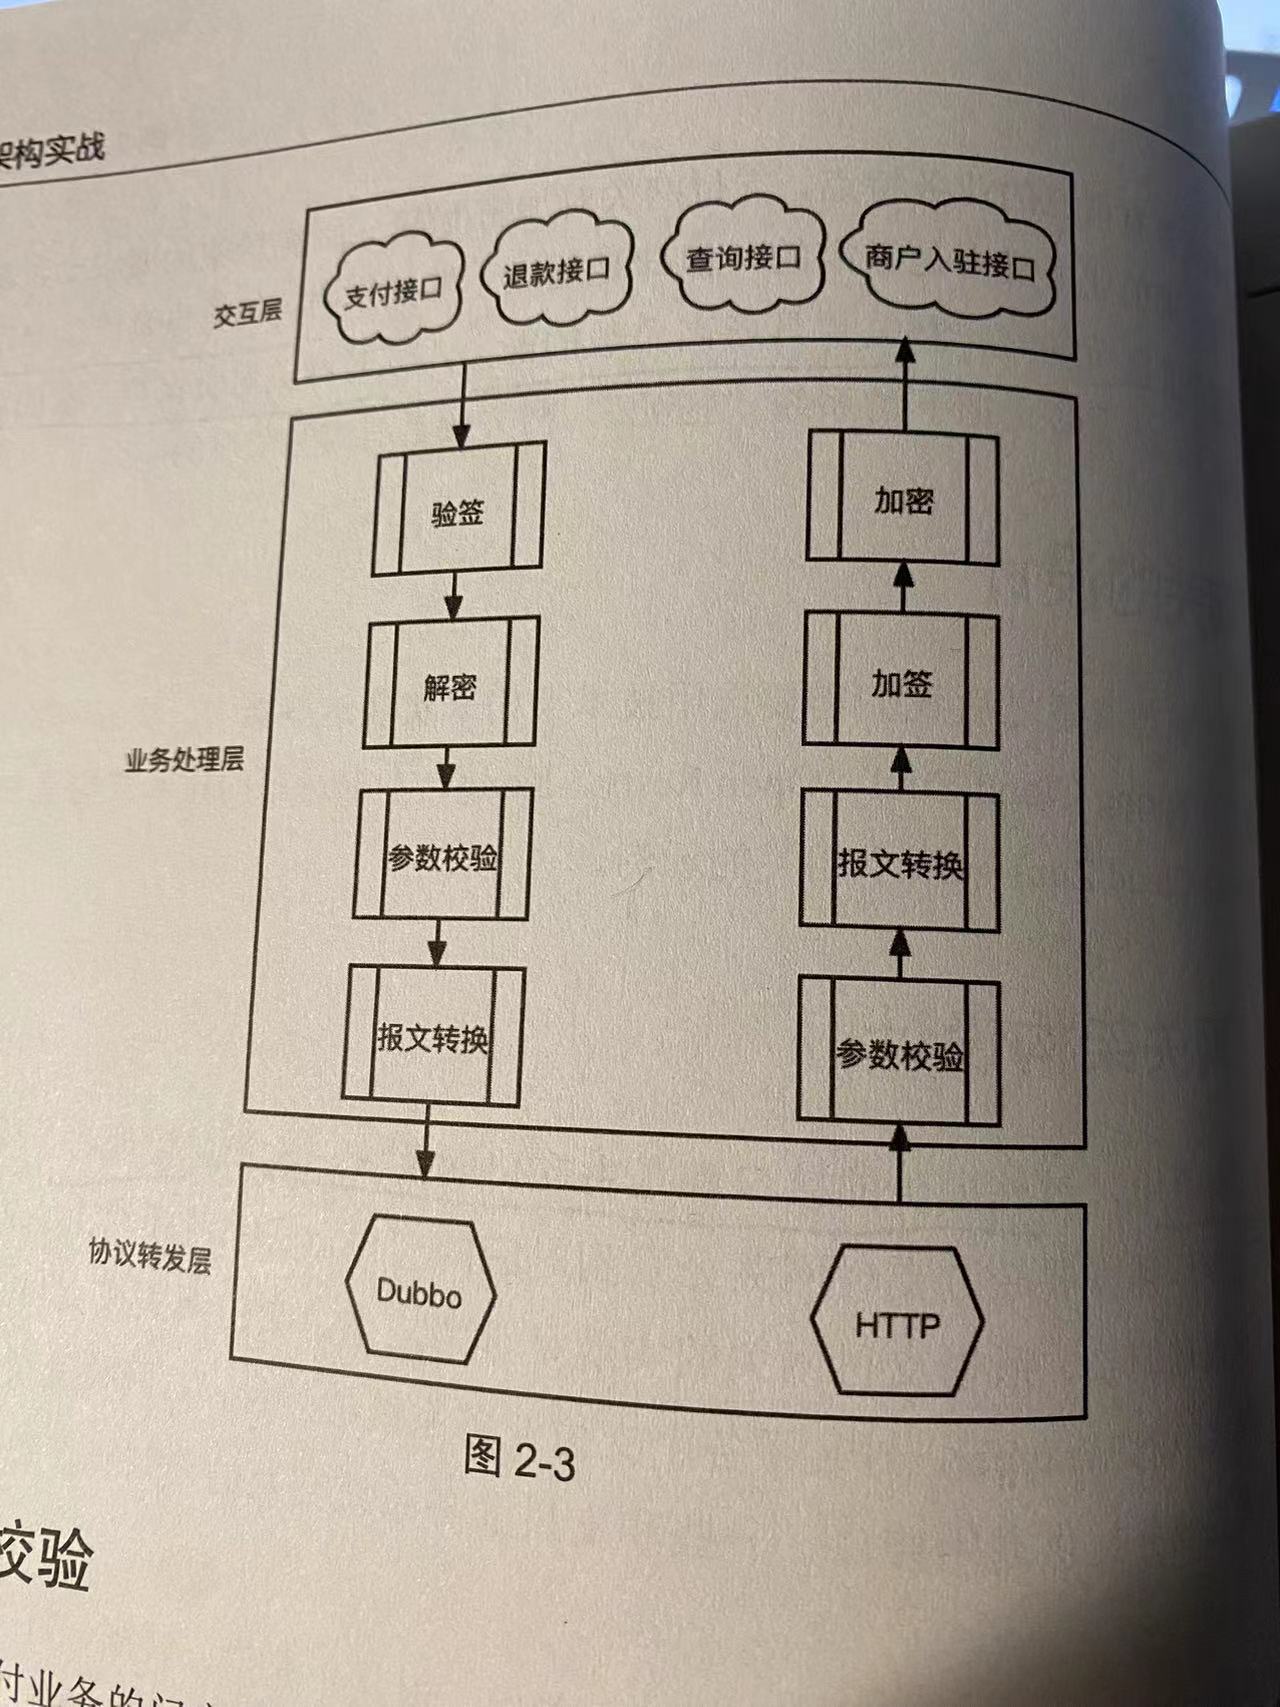 架构实战
支付接口 退款接口 查询接口 商户入驻接口
交互层
验签 加密
解密 加签
业务处理层
参数校验 报文转换
报文转换 参数校验
协议转发层
Dubbo HTTP
图 2-3
校验
付业务的